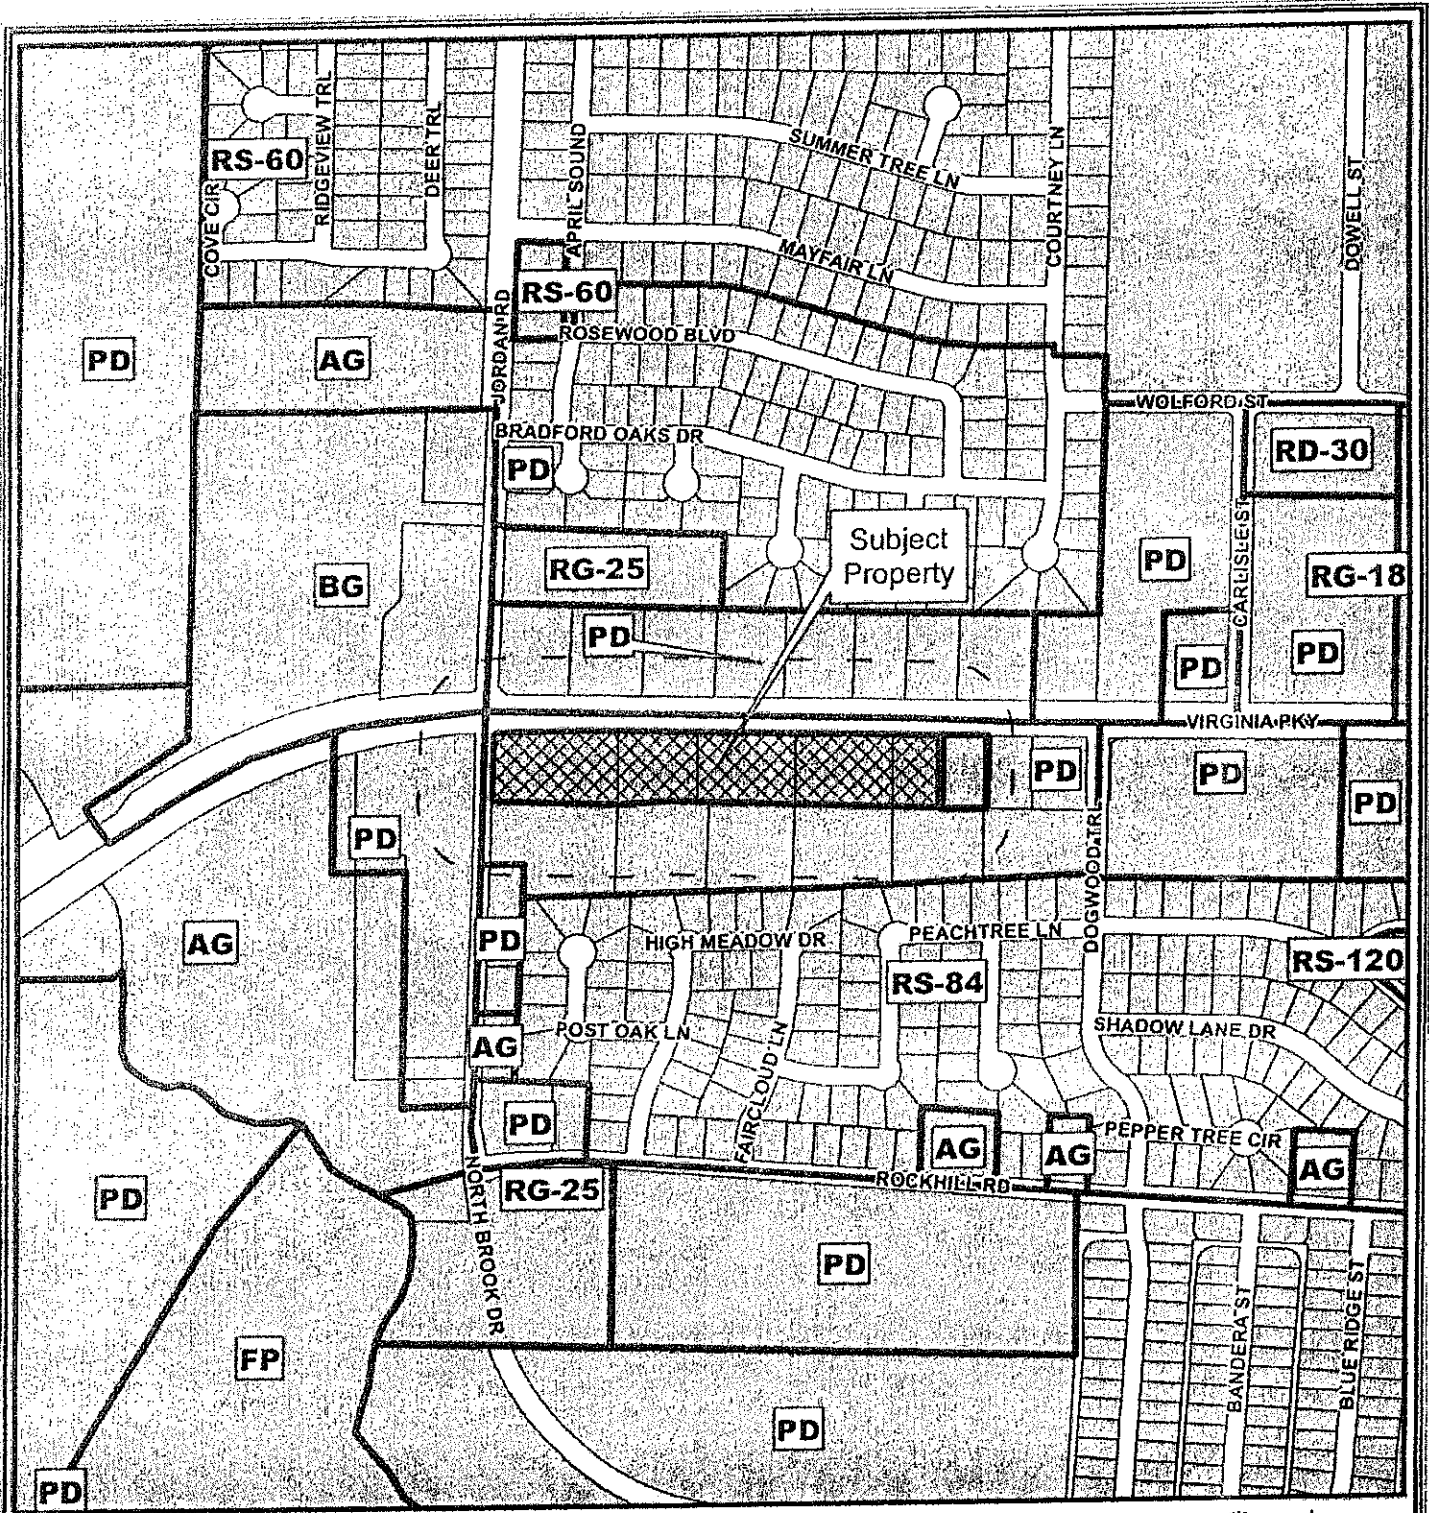 RIDGEVIEW TRL
DEER TRL
RS-60
COVE CIR
APRIL SOUND
SUMMER TREE LN
COURTNEY LN
DOWELL ST
MAYFAIR LN
RS-60
JORDAN RD
ROSEWOOD BLVD
PD
AG
WOLFORD ST
BRADFORD OAKS DR
PD
RD-30
CARLISLE ST
Subject
Property
RG-25
BG
PD
RG-18
PD
PD
PD
VIRGINIA PKY
PD
PD
PD
PD
DOGWOOD TRL
AG
PD
HIGH MEADOW DR
PEACHTREE LN
RS-120
RS-84
POST OAK LN
SHADOW LANE DR
AG
FAIRCLOUD LN
PD
AG
AG
PEPPER TREE CIR
AG
ROCKHILL RD
NORTH BROOK DR
RG-25
PD
PD
BANDERA ST
BLUE RIDGE ST
FP
PD
PD